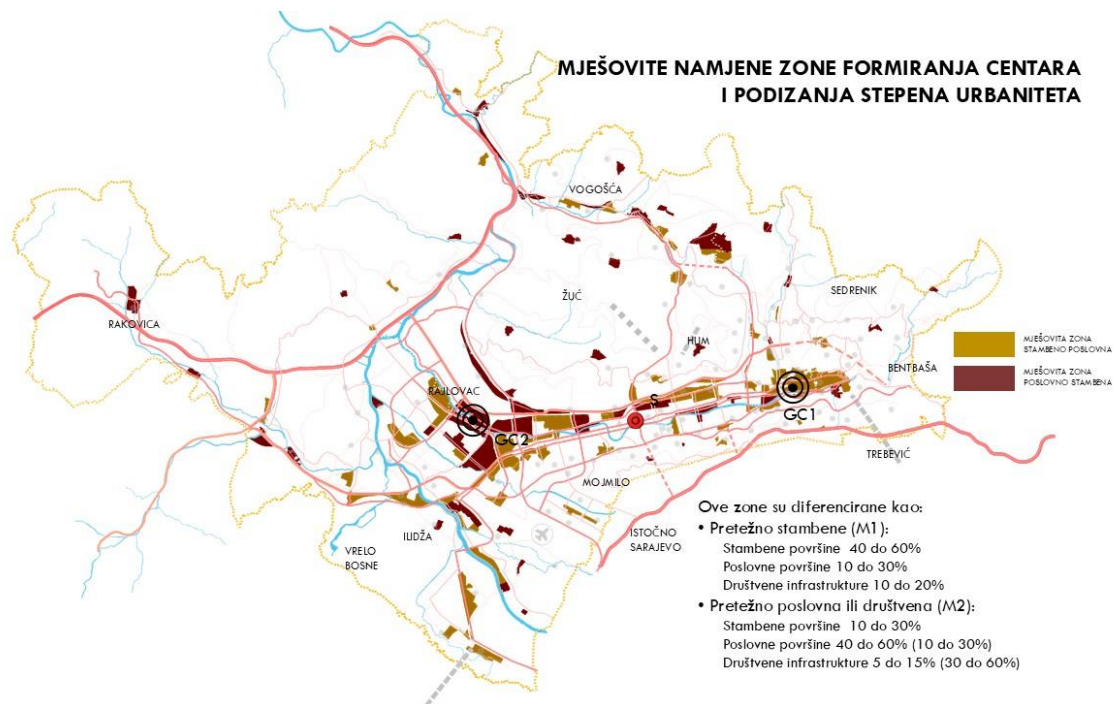 MJEŠOVITE NAMJENE ZONE FORMIRANJA CENTARA
I PODIZANJA STEPENA URBANITETA
VOGOŠĆA
SEDRENIK
ŽUĆ
RAKOVICA
HUM
MJEŠOVITA ZONA
STAMBENO POSLOVNA
BENTBAŠA
MJEŠOVITA ZONA
POSLOVNO STAMBENA
RAJLOVAC
S
GC1
GC2
TREBEVIĆ
MOJMILO
ILIDŽA
VRELO
BOSNE
ISTOČNO
SARAJEVO
Ove zone su diferencirane kao:
• Pretežno stambene (M1):
Stambene površine 40 do 60%
Poslovne površine 10 do 30%
Društvene infrastrukture 10 do 20%
• Pretežno poslovna ili društvena (M2):
Stambene površine 10 do 30%
Poslovne površine 40 do 60% (10 do 30%)
Društvene infrastrukture 5 do 15% (30 do 60%)